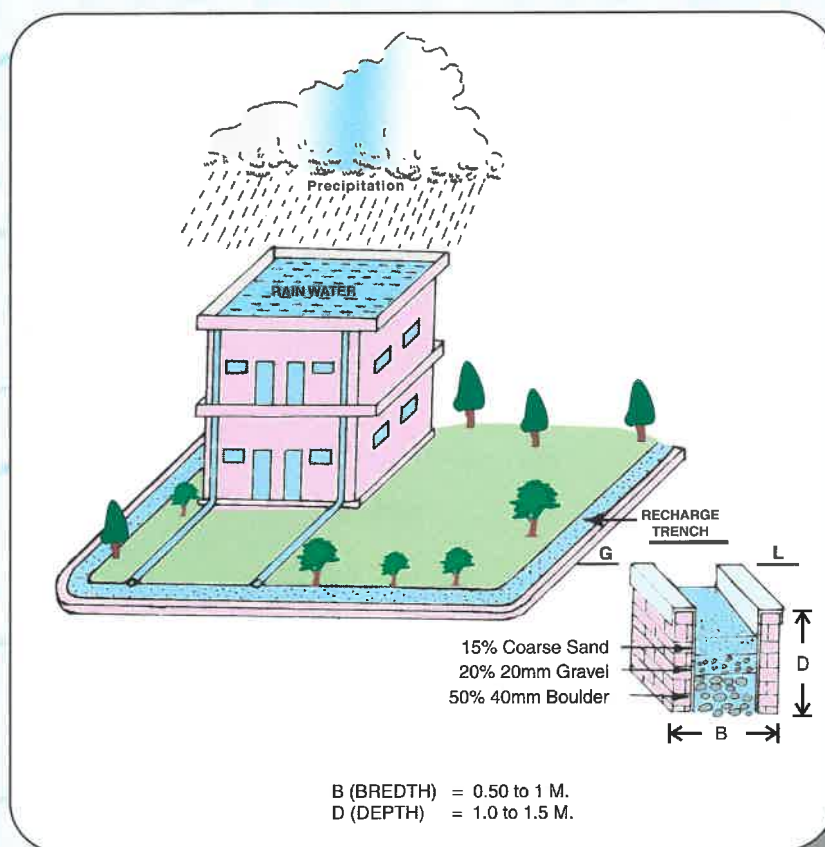 Precipitation
RAIN WATER
RECHARGE
TRENCH
G L
15% Coarse Sand
20% 20mm Gravel
50% 40mm Boulder
D
B
B (BREDTH) = 0.50 to 1 M.
D (DEPTH) = 1.0 to 1.5 M.